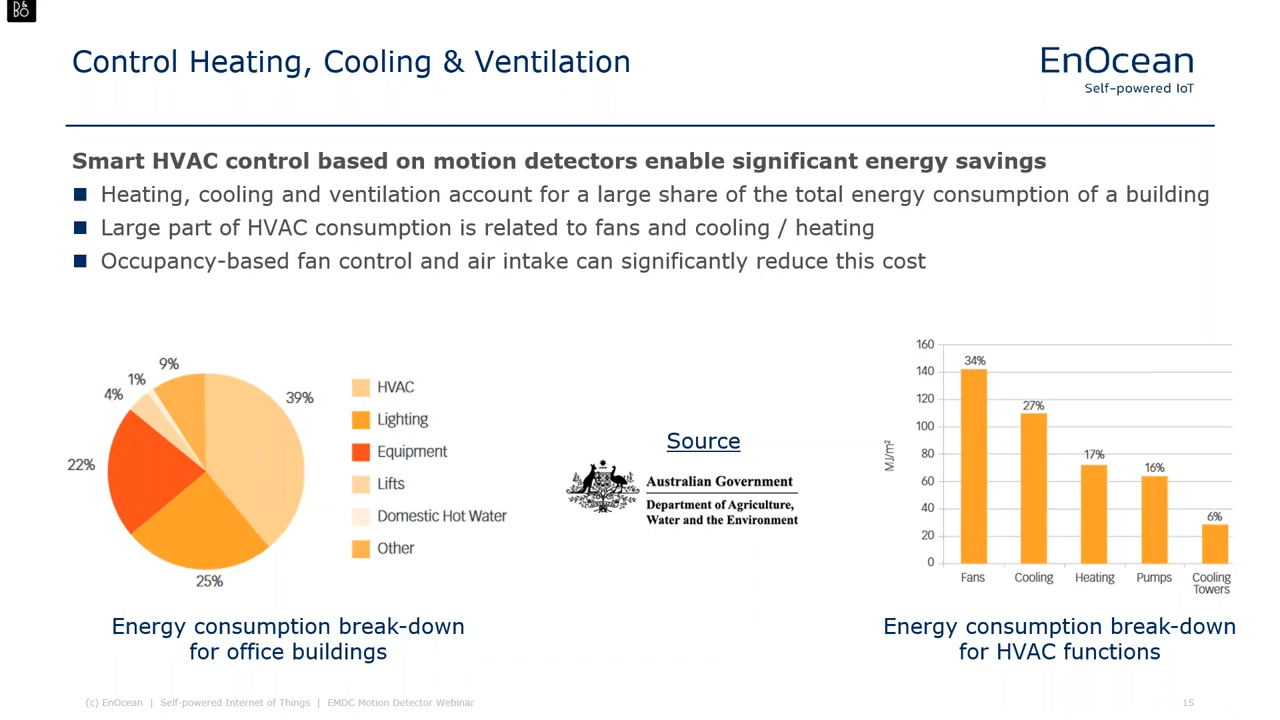 B&
BO
Control Heating, Cooling & Ventilation
EnOcean
Self-powered IoT
Smart HVAC control based on motion detectors enable significant energy savings
Heating, cooling and ventilation account for a large share of the total energy consumption of a building
Large part of HVAC consumption is related to fans and cooling / heating
Occupancy-based fan control and air intake can significantly reduce this cost
9%
1%
4%
39%
22%
25%
HVAC
Lighting
Equipment
Lifts
Domestic Hot Water
Other
Source
Australian Government
Department of Agriculture,
Water and the Environment
160
140
120
100
80
60
40
20
0
MJ/m²
34%
27%
17%
16%
6%
Fans
Cooling
Heating
Pumps
Cooling
Towers
Energy consumption break-down
for office buildings
Energy consumption break-down
for HVAC functions
(c) EnOcean | Self-powered Internet of Things | EMDC Motion Detector Webinar
15